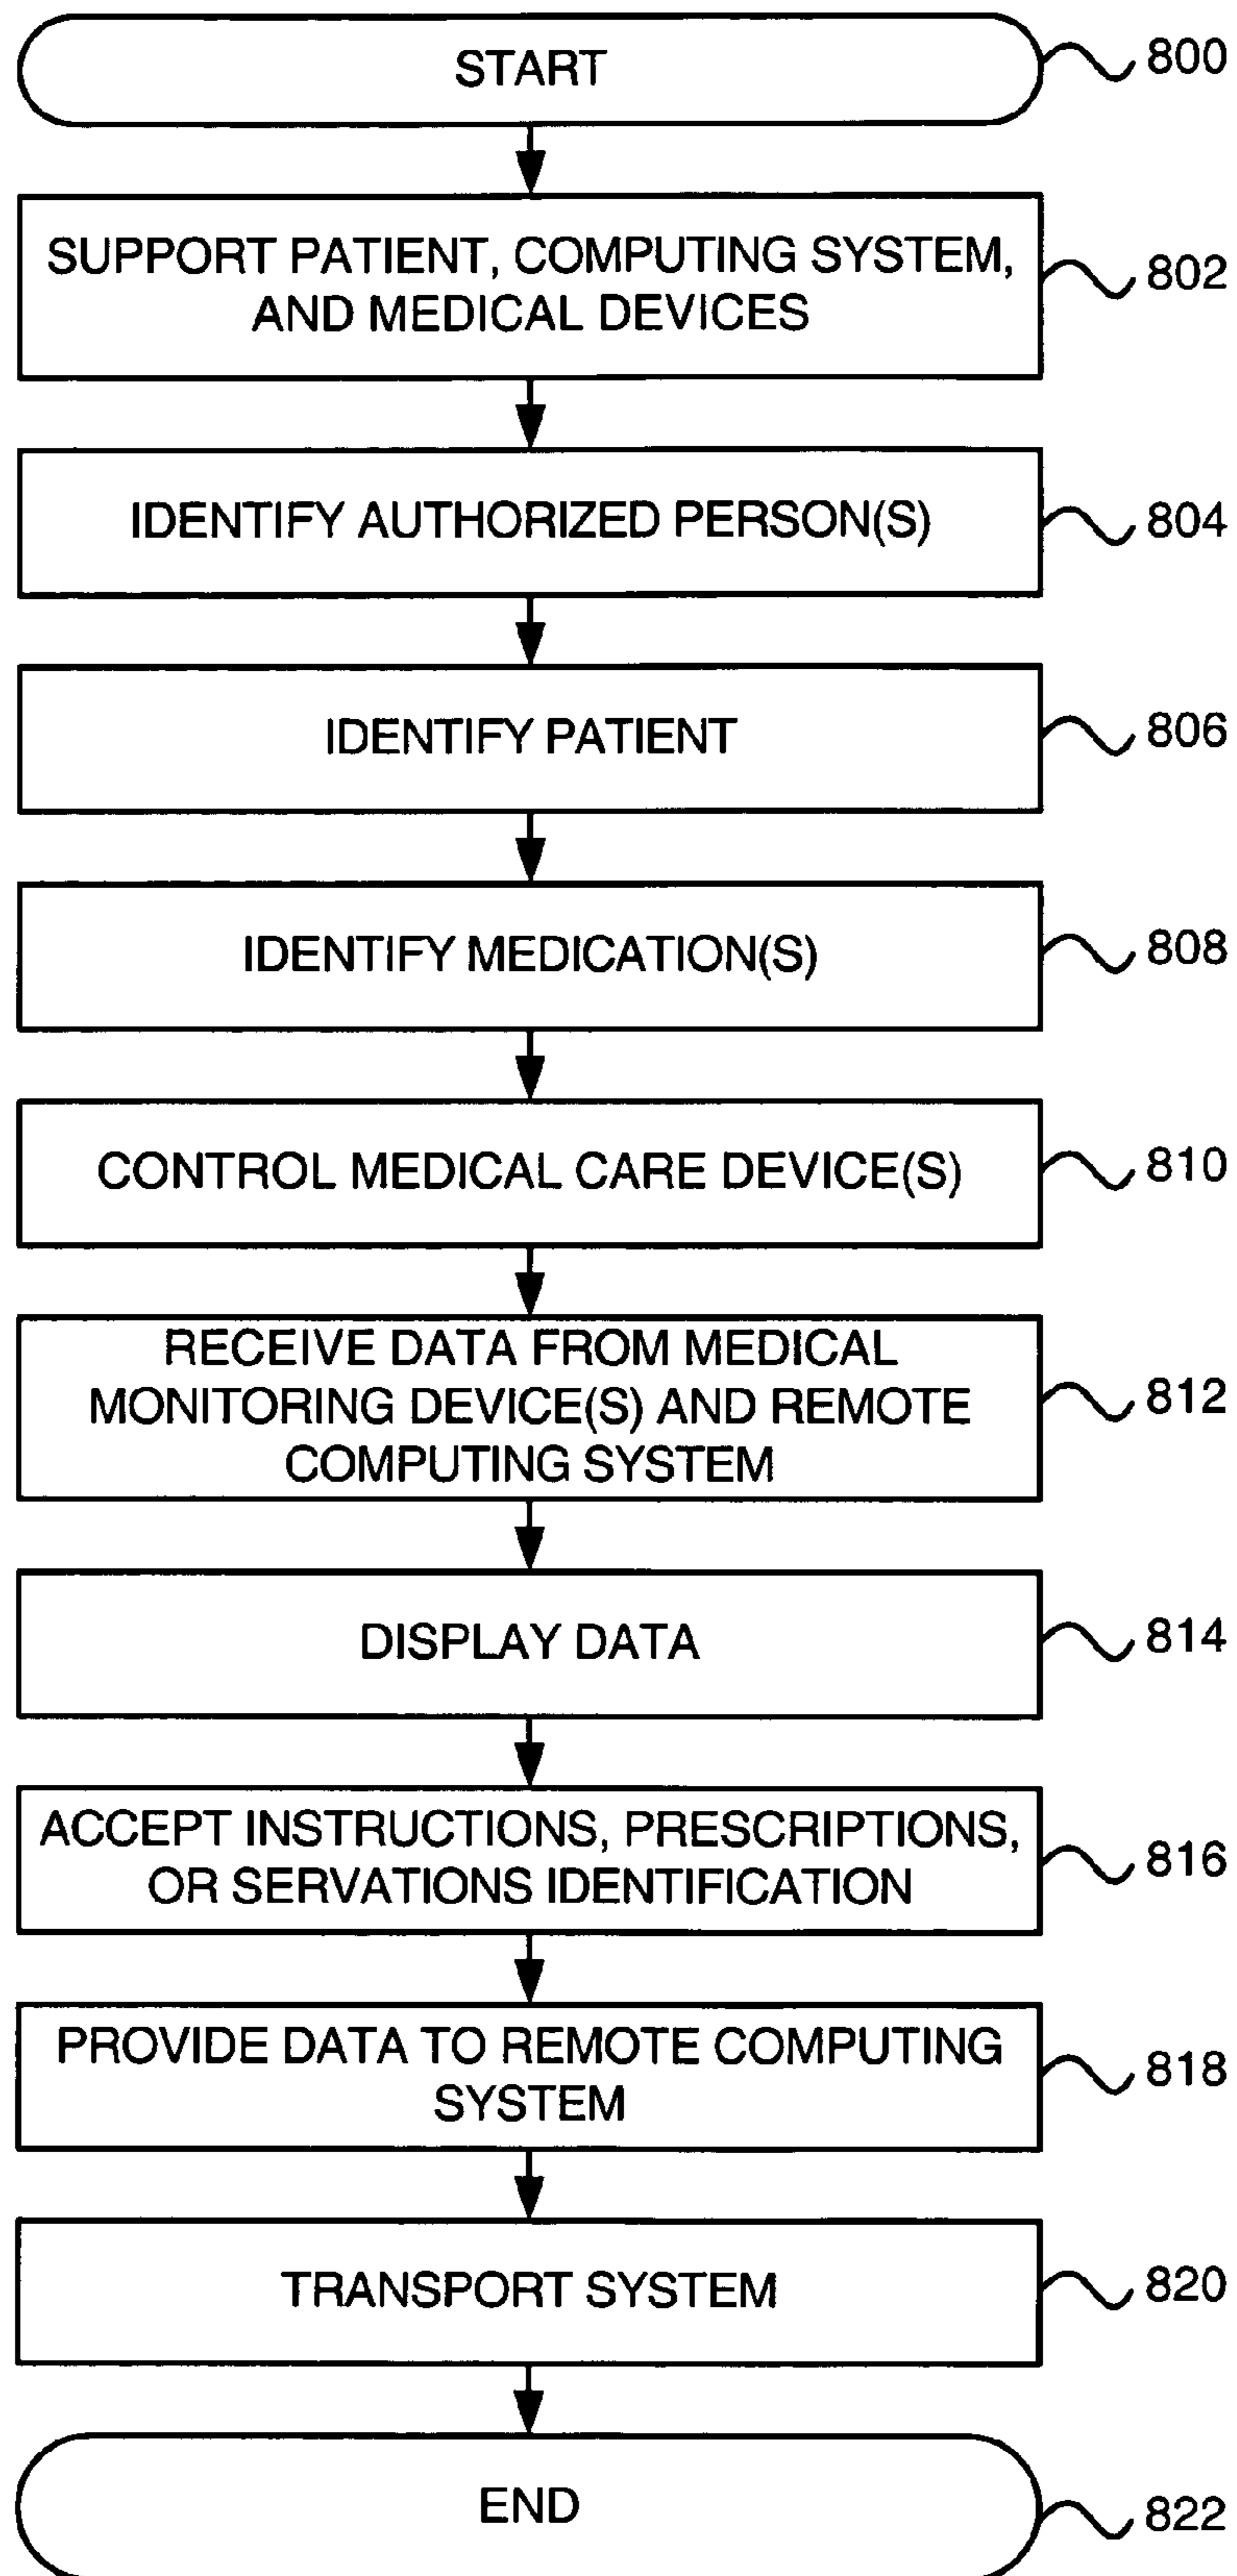 START
800
SUPPORT PATIENT, COMPUTING SYSTEM,
AND MEDICAL DEVICES
802
IDENTIFY AUTHORIZED PERSON(S)
804
IDENTIFY PATIENT
806
IDENTIFY MEDICATION(S)
808
CONTROL MEDICAL CARE DEVICE(S)
810
RECEIVE DATA FROM MEDICAL
MONITORING DEVICE(S) AND REMOTE
COMPUTING SYSTEM
812
DISPLAY DATA
814
ACCEPT INSTRUCTIONS, PRESCRIPTIONS,
OR SERVATIONS IDENTIFICATION
816
PROVIDE DATA TO REMOTE COMPUTING
SYSTEM
818
TRANSPORT SYSTEM
820
END
822